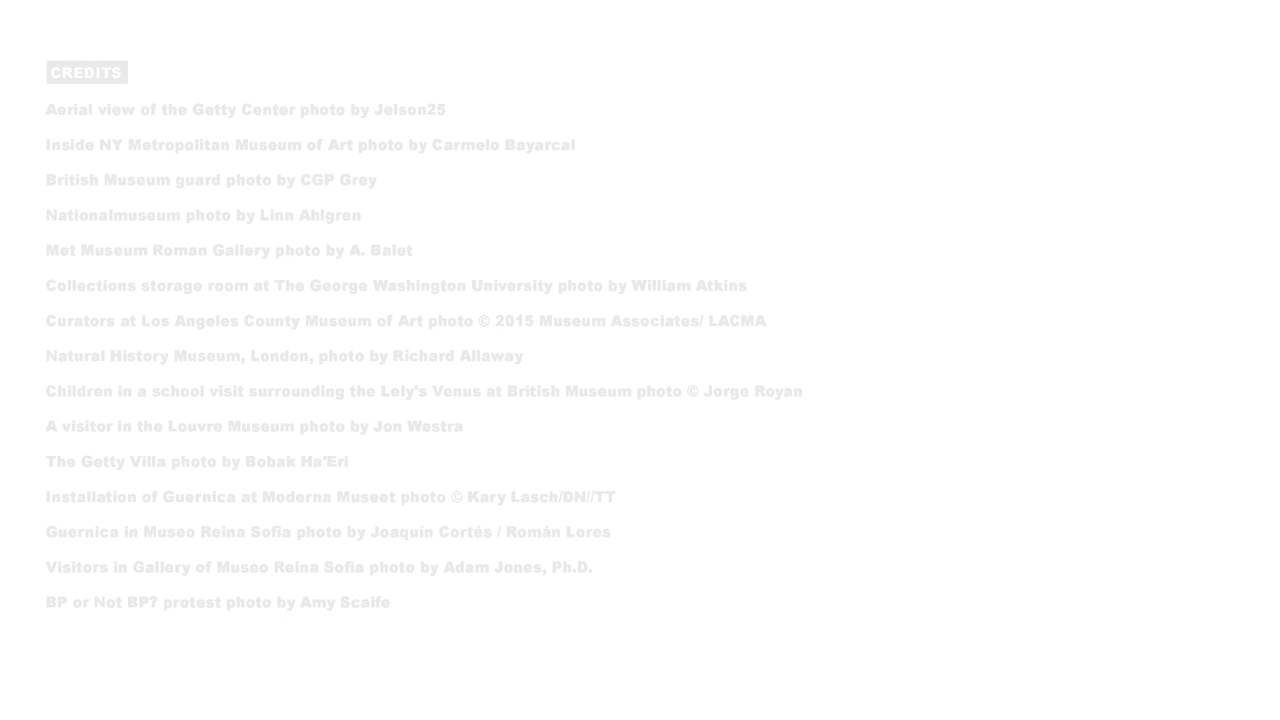 CREDITS
Aerial view of the Getty Center photo by Jelson25
Inside NY Metropolitan Museum of Art photo by Carmelo Bayarcal
British Museum guard photo by CGP Grey
Nationalmuseum photo by Linn Ahlgren
Met Museum Roman Gallery photo by A. Balet
Collections storage room at The George Washington University photo by William Atkins
Curators at Los Angeles County Museum of Art photo © 2015 Museum Associates/ LACMA
Natural History Museum, London, photo by Richard Allaway
Children in a school visit surrounding the Lely's Venus at British Museum photo © Jorge Royan
A visitor in the Louvre Museum photo by Jon Westra
The Getty Villa photo by Bobak Ha'Eri
Installation of Guernica at Moderna Museet photo © Kary Lasch/DN//TT
Guernica in Museo Reina Sofia photo by Joaquín Cortés / Román Lores
Visitors in Gallery of Museo Reina Sofia photo by Adam Jones, Ph.D.
BP or Not BP? protest photo by Amy Scaife